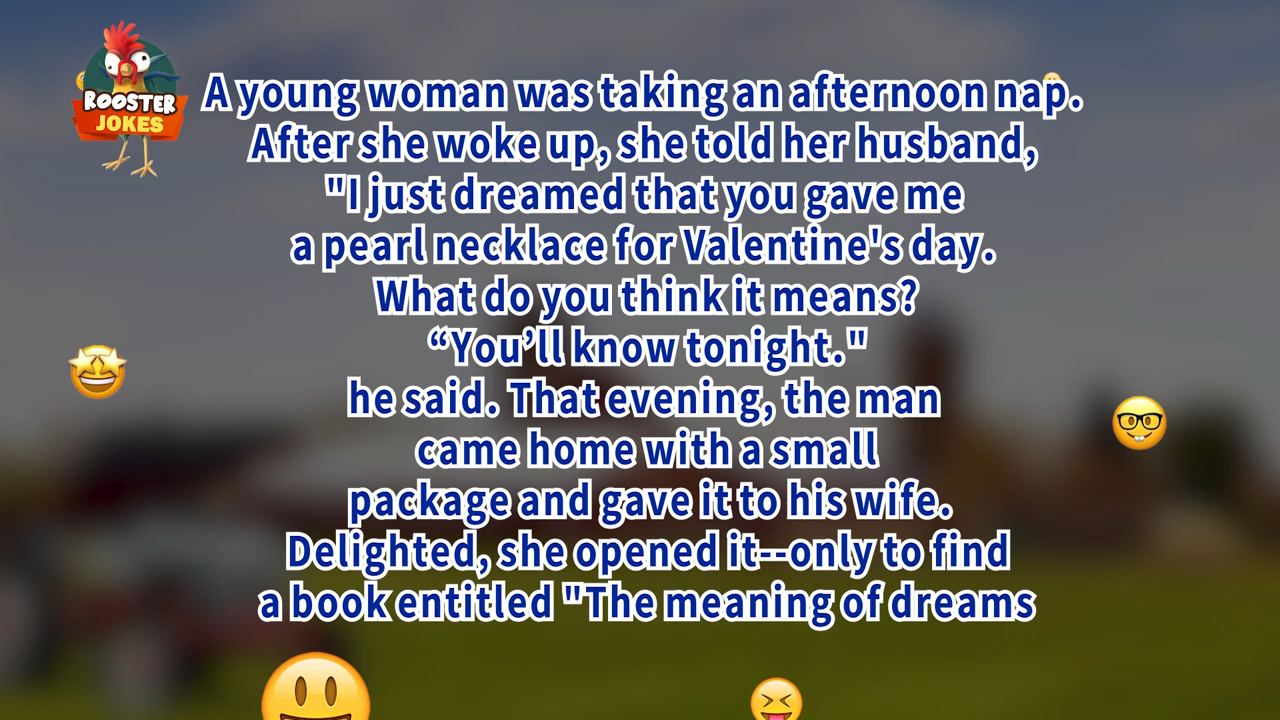 ROOSTER
JOKES
A young woman was taking an afternoon nap.
After she woke up, she told her husband,
"I just dreamed that you gave me
a pearl necklace for Valentine's day.
What do you think it means?
“You’ll know tonight."
he said. That evening, the man
came home with a small
package and gave it to his wife.
Delighted, she opened it--only to find
a book entitled "The meaning of dreams